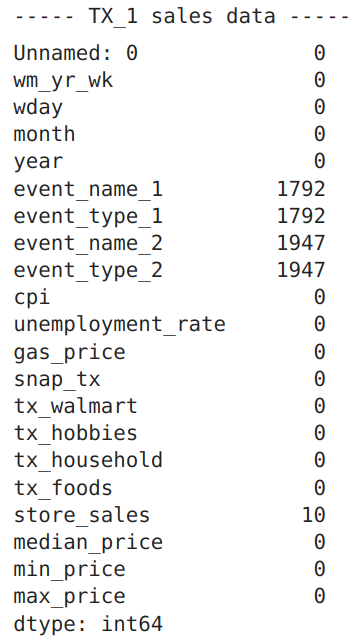 ----- TX_1 sales data -----
Unnamed: 0 0
wm_yr_wk 0
wday 0
month 0
year 0
event_name_1 1792
event_type_1 1792
event_name_2 1947
event_type_2 1947
cpi 0
unemployment_rate 0
gas_price 0
snap_tx 0
tx_walmart 0
tx_hobbies 0
tx_household 0
tx_foods 0
store_sales 10
median_price 0
min_price 0
max_price 0
dtype: int64